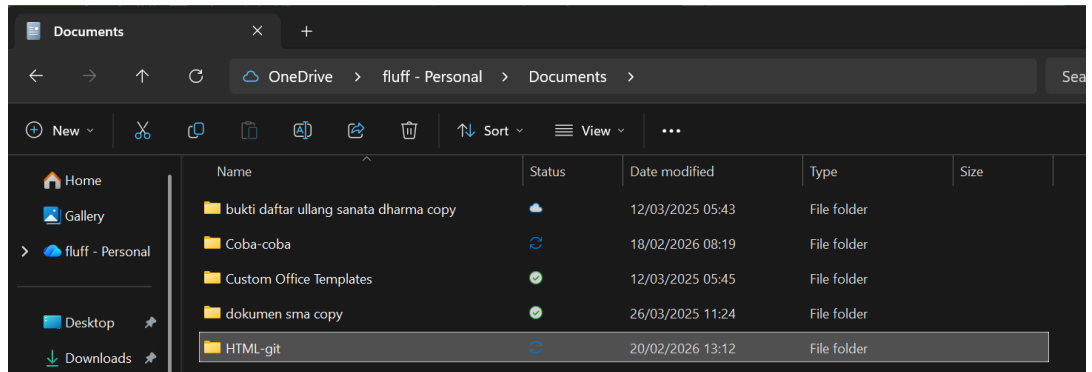 Documents
OneDrive > fluff - Personal > Documents >
Sea
New Sort View
Name Status Date modified Type Size
Home
Gallery
fluff - Personal
Desktop
Downloads
bukti daftar ullang sanata dharma copy 12/03/2025 05:43 File folder
Coba-coba 18/02/2026 08:19 File folder
Custom Office Templates 12/03/2025 05:45 File folder
dokumen sma copy 26/03/2025 11:24 File folder
HTML-git 20/02/2026 13:12 File folder